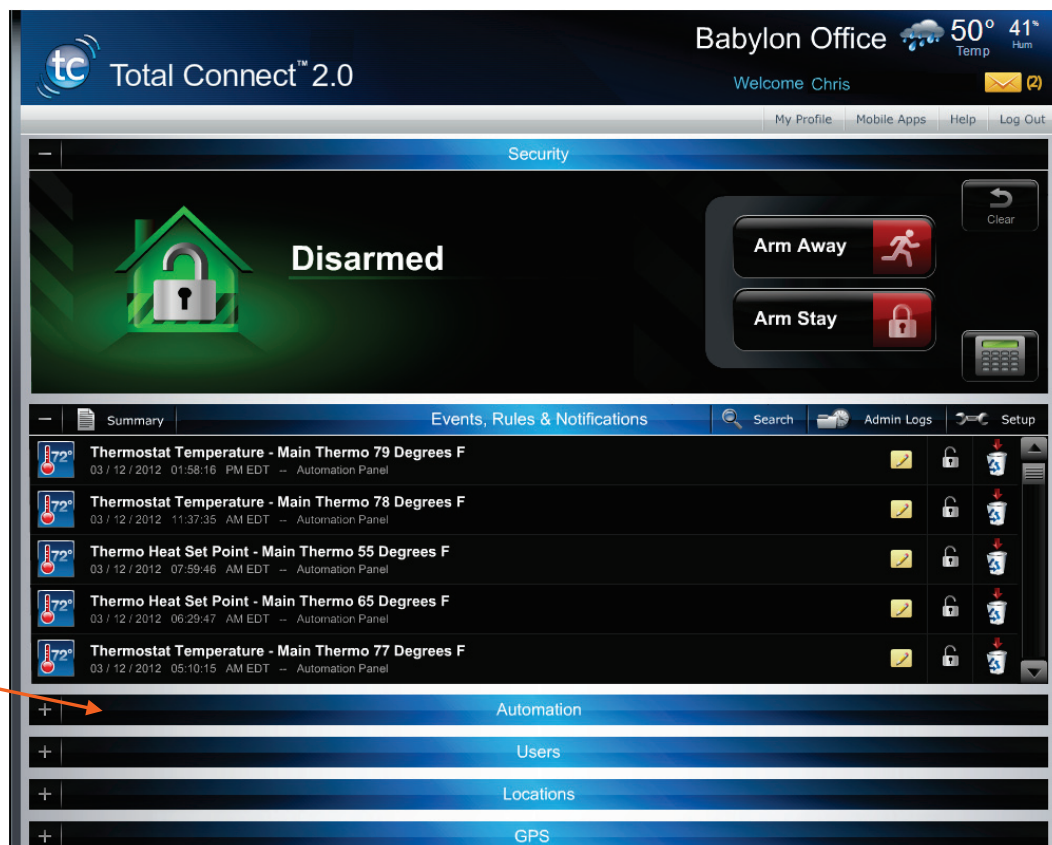 Babylon Office 50° 41%
Temp Hum
tc Total Connect™ 2.0
Welcome Chris (2)
My Profile Mobile Apps Help Log Out
Security
Disarmed
Clear
Arm Away
Arm Stay
Summary Events, Rules & Notifications Search Admin Logs Setup
72° Thermostat Temperature - Main Thermo 79 Degrees F
03 / 12 / 2012 01:58:16 PM EDT -- Automation Panel
72° Thermostat Temperature - Main Thermo 78 Degrees F
03 / 12 / 2012 11:37:35 AM EDT -- Automation Panel
72° Thermo Heat Set Point - Main Thermo 55 Degrees F
03 / 12 / 2012 07:59:46 AM EDT -- Automation Panel
72° Thermo Heat Set Point - Main Thermo 65 Degrees F
03 / 12 / 2012 06:29:47 AM EDT -- Automation Panel
72° Thermostat Temperature - Main Thermo 77 Degrees F
03 / 12 / 2012 05:10:15 AM EDT -- Automation Panel
Automation
Users
Locations
GPS